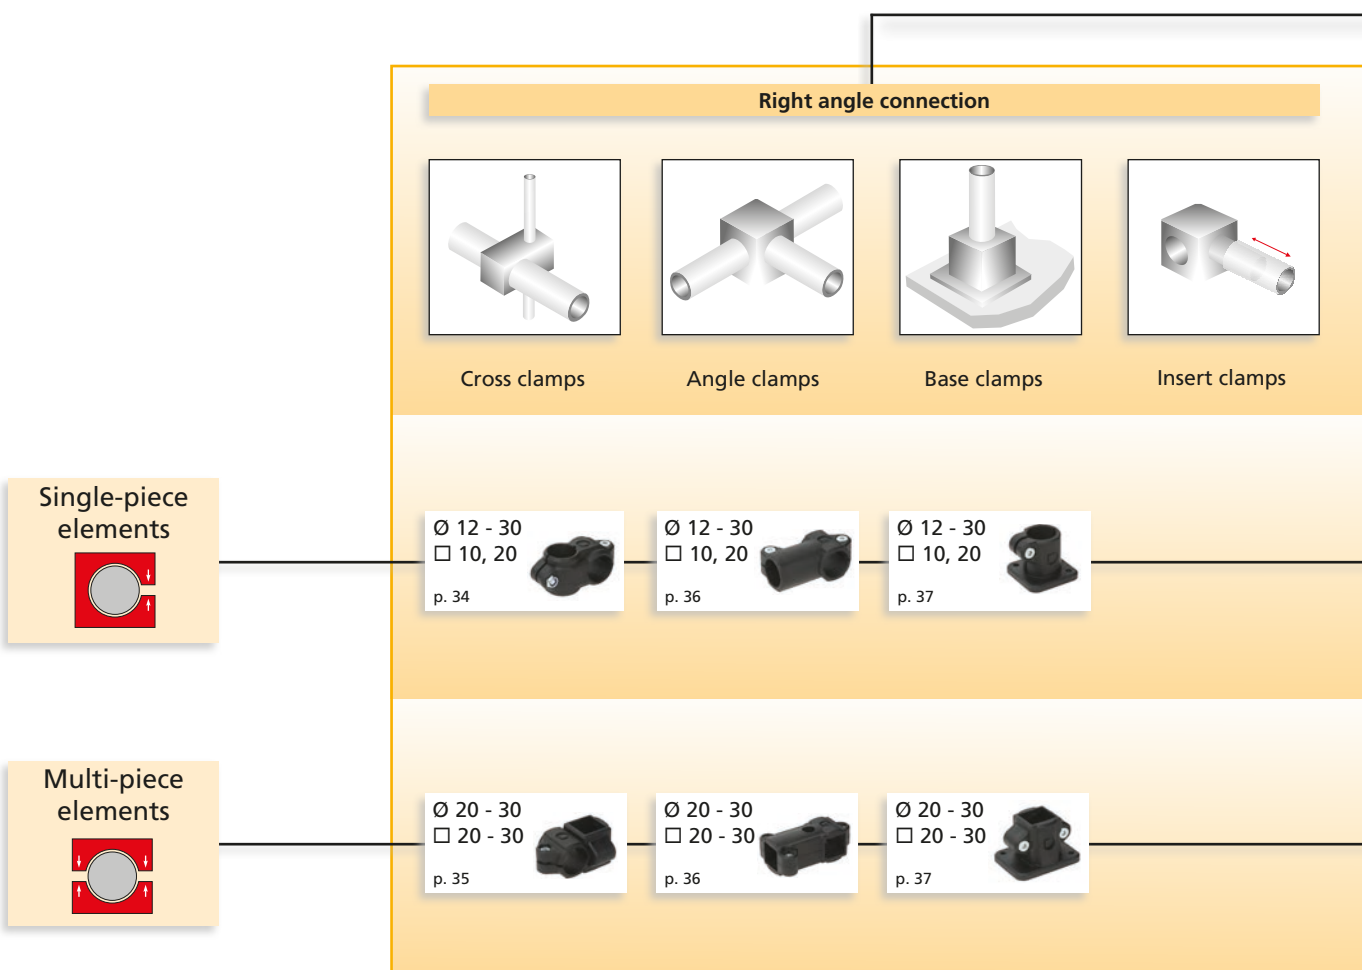 Right angle connection
Cross clamps
Angle clamps
Base clamps
Insert clamps
Single-piece
elements
Ø 12 - 30
□ 10, 20
p. 34
Ø 12 - 30
□ 10, 20
p. 36
Ø 12 - 30
□ 10, 20
p. 37
Multi-piece
elements
Ø 20 - 30
□ 20 - 30
p. 35
Ø 20 - 30
□ 20 - 30
p. 36
Ø 20 - 30
□ 20 - 30
p. 37